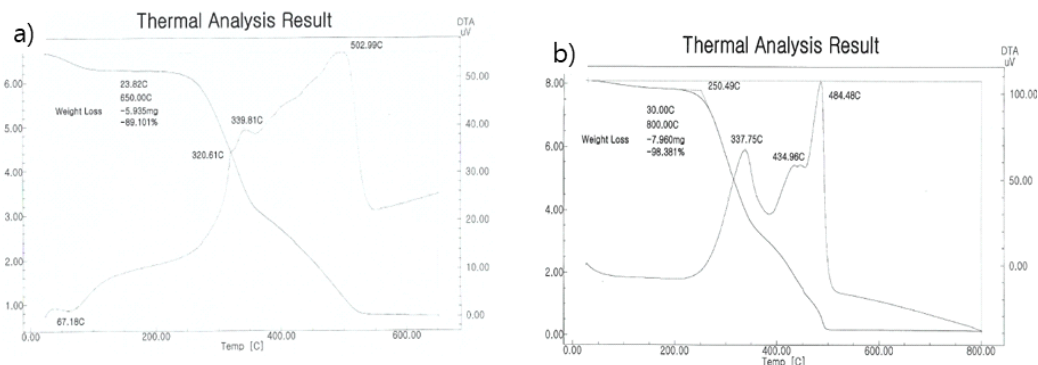 a)
Thermal Analysis Result
DTA
uV
502.99C
6.00
50.00
23.82C
650.00C
Weight Loss -5.935mg
-89.101%
5.00
40.00
339.81C
320.61C
4.00
30.00
3.00
20.00
2.00
10.00
1.00
67.18C
0.00
0.00
200.00
400.00
600.00
Temp [C]
b)
Thermal Analysis Result
DTA
uV
8.00
250.49C
484.48C
100.00
30.00C
800.00C
Weight Loss -7.960mg
-98.381%
337.75C
434.96C
6.00
50.00
4.00
2.00
0.00
0.00
0.00
200.00
400.00
600.00
800.00
Temp [C]